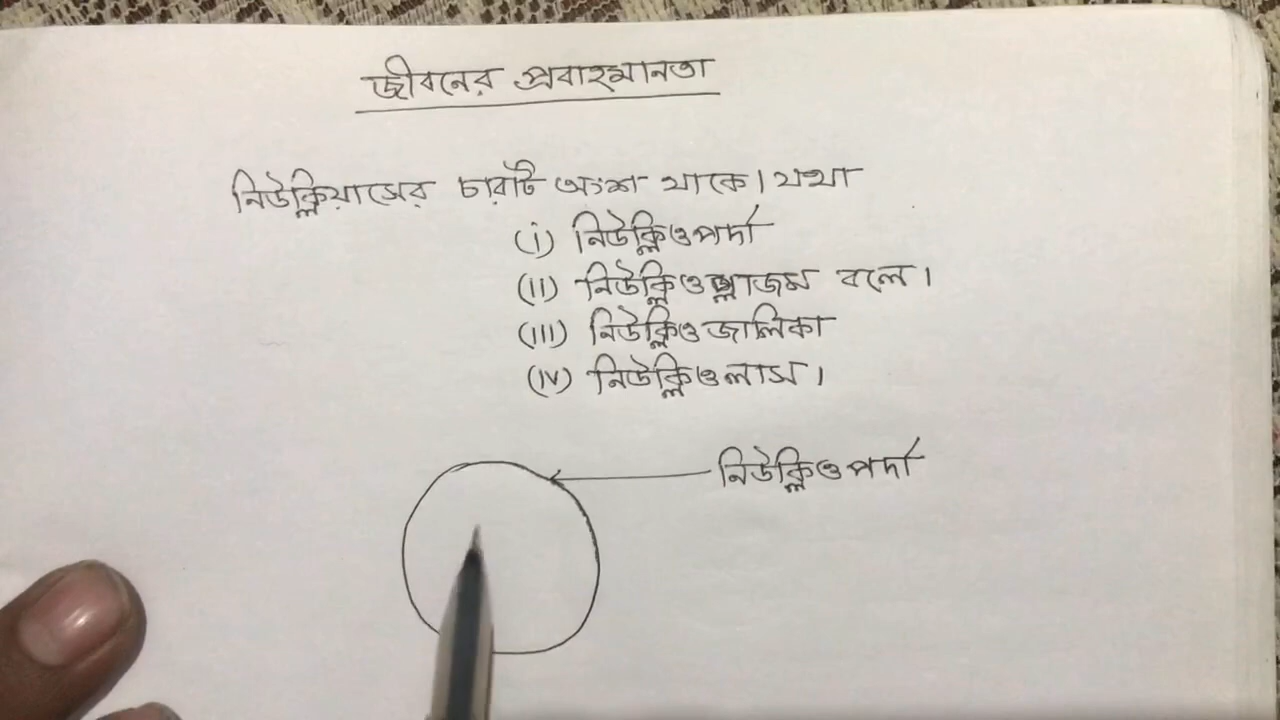 জীবনের প্রবাহমানতা
নিউক্লিয়াসের চারটি অংশ থাকে। যথা
(i) নিউক্লিওপর্দা
(II) নিউক্লিওপ্লাজম বলে।
(III) নিউক্লিওজালিকা
(IV) নিউক্লিওলাস।
নিউক্লিওপর্দা